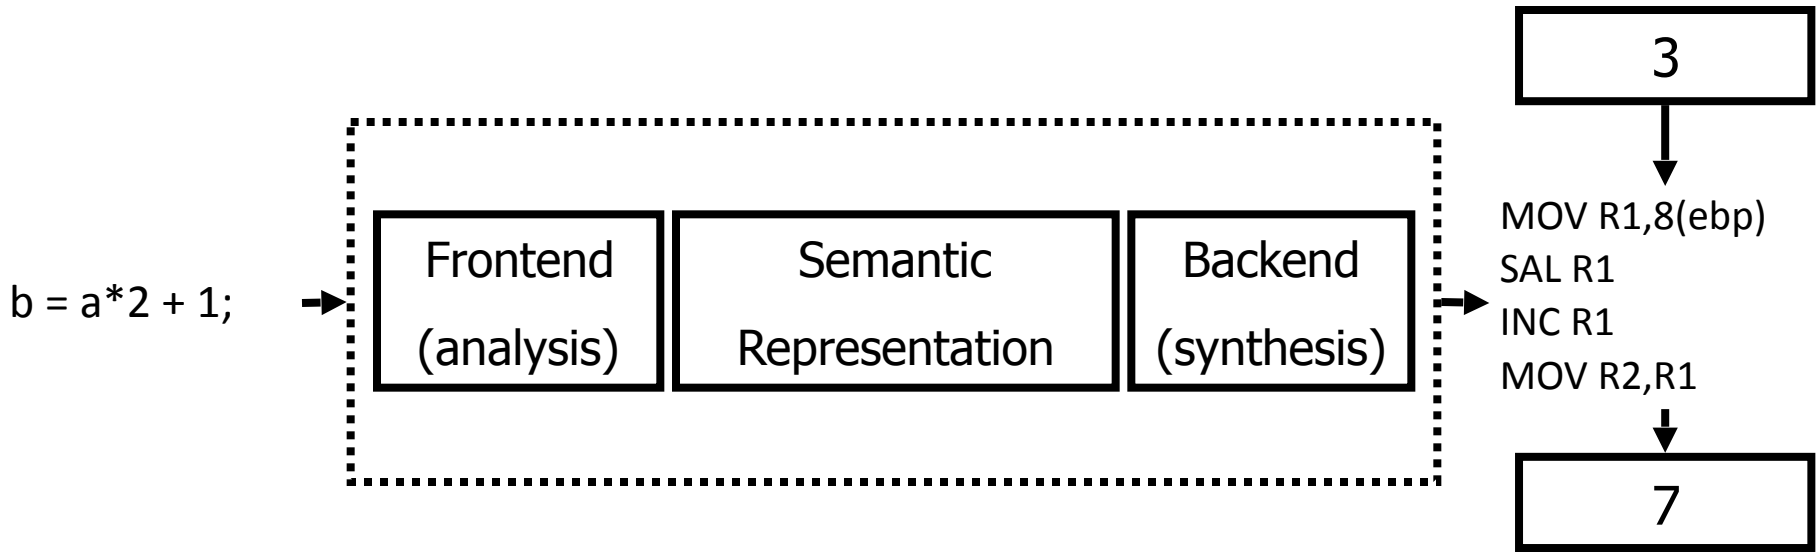 b = a*2 + 1;
Frontend
(analysis)
Semantic
Representation
Backend
(synthesis)
3
MOV R1,8(ebp)
SAL R1
INC R1
MOV R2,R1
7